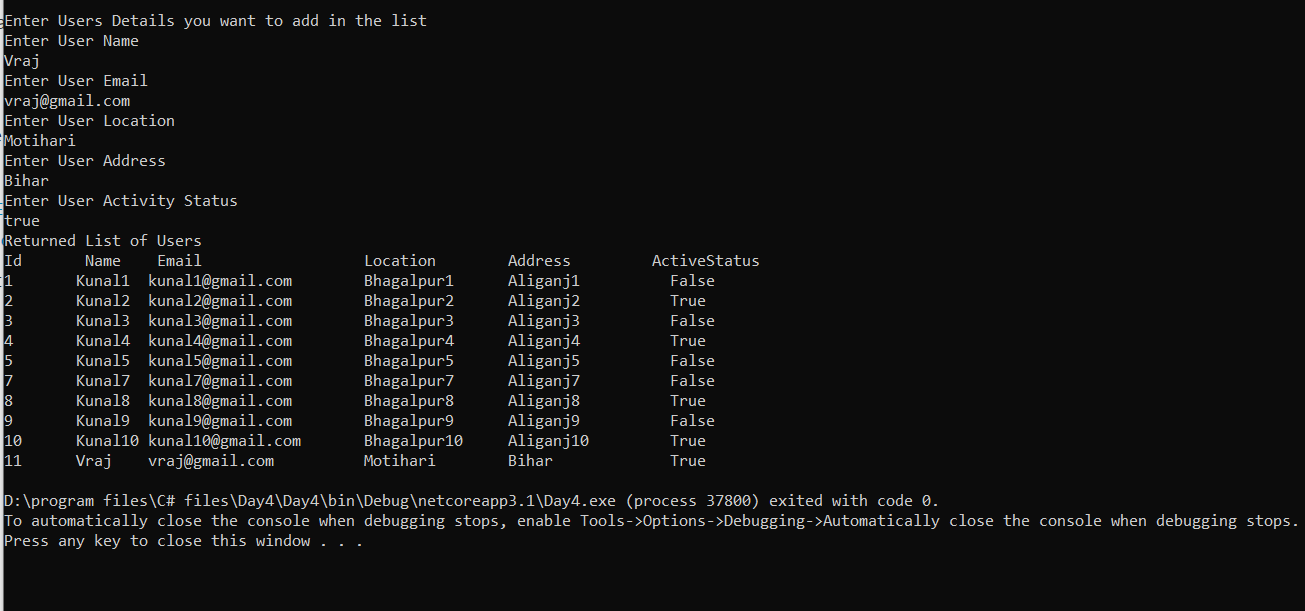 Enter Users Details you want to add in the list
Enter User Name
Vraj
Enter User Email
vraj@gmail.com
Enter User Location
Motihari
Enter User Address
Bihar
Enter User Activity Status
true
Returned List of Users
Id Name Email Location Address ActiveStatus
1 Kunal1 kunal1@gmail.com Bhagalpur1 Aliganj1 False
2 Kunal2 kunal2@gmail.com Bhagalpur2 Aliganj2 True
3 Kunal3 kunal3@gmail.com Bhagalpur3 Aliganj3 False
4 Kunal4 kunal4@gmail.com Bhagalpur4 Aliganj4 True
5 Kunal5 kunal5@gmail.com Bhagalpur5 Aliganj5 False
7 Kunal7 kunal7@gmail.com Bhagalpur7 Aliganj7 False
8 Kunal8 kunal8@gmail.com Bhagalpur8 Aliganj8 True
9 Kunal9 kunal9@gmail.com Bhagalpur9 Aliganj9 False
10 Kunal10 kunal10@gmail.com Bhagalpur10 Aliganj10 True
11 Vraj vraj@gmail.com Motihari Bihar True
D:\program files\C# files\Day4\Day4\bin\Debug\netcoreapp3.1\Day4.exe (process 37800) exited with code 0.
To automatically close the console when debugging stops, enable Tools->Options->Debugging->Automatically close the console when debugging stops.
Press any key to close this window . . .